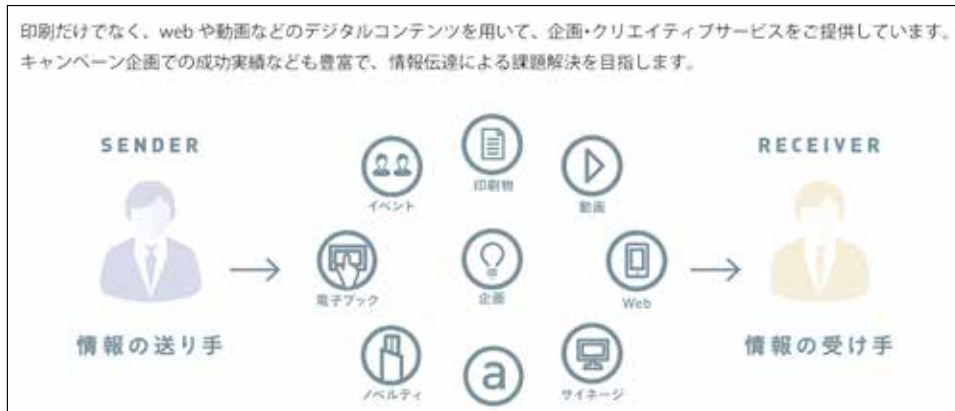 印刷だけでなく、web や動画などのデジタルコンテンツを用いて、企画・クリエイティブサービスをご提供しています。
キャンペーン企画での成功実績なども豊富で、情報伝達による課題解決を目指します。
SENDER
RECEIVER
印刷物
イベント
動画
電子ブック
企画
Web
情報の送り手
情報の受け手
ノベルティ
a
サイネージ